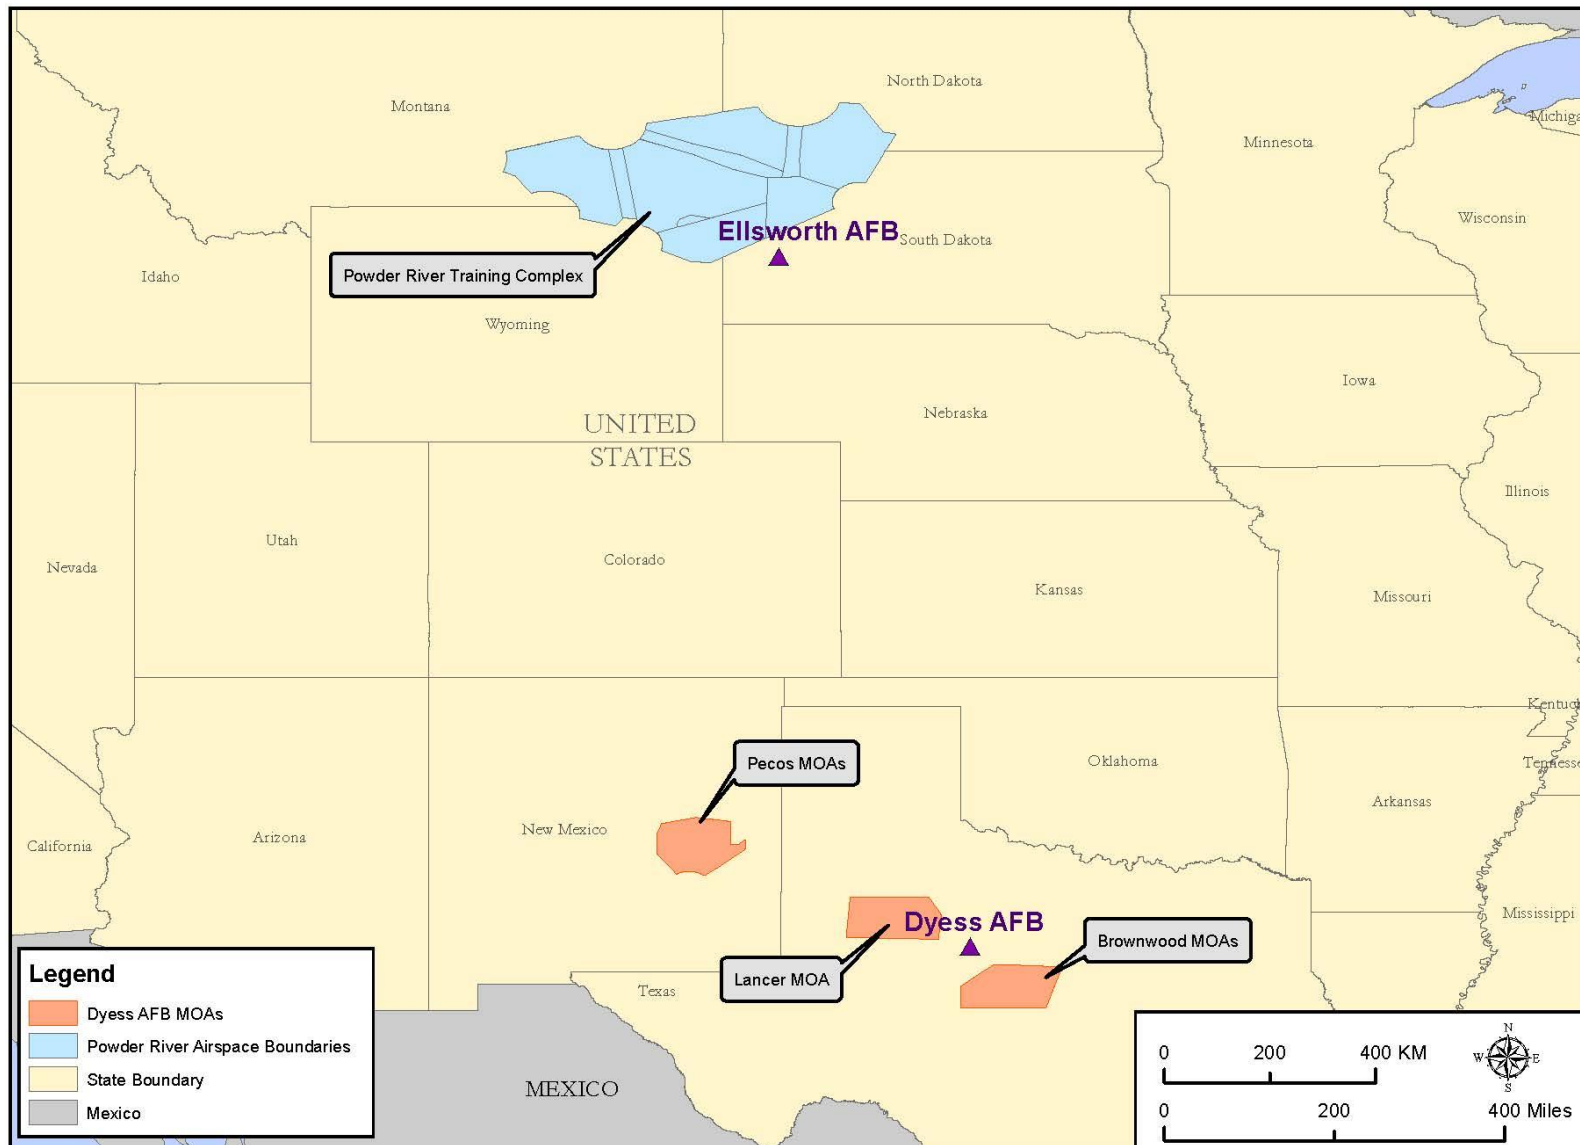 North Dakota
Montana
Michiga
Minnesota
Wisconsin
Ellsworth AFB
South Dakota
Powder River Training Complex
Idaho
Wyoming
Iowa
Nebraska
UNITED
STATES
Illinois
Utah
Colorado
Nevada
Kansas
Missouri
Kentuc
Pecos MOAs
Oklahoma
Tennesse
Arkansas
New Mexico
Arizona
California
Dyess AFB
Mississippi
Brownwood MOAs
Lancer MOA
Texas
MEXICO
Legend
Dyess AFB MOAs
Powder River Airspace Boundaries
State Boundary
Mexico
0 200 400 KM
N
W E
S
0 200 400 Miles